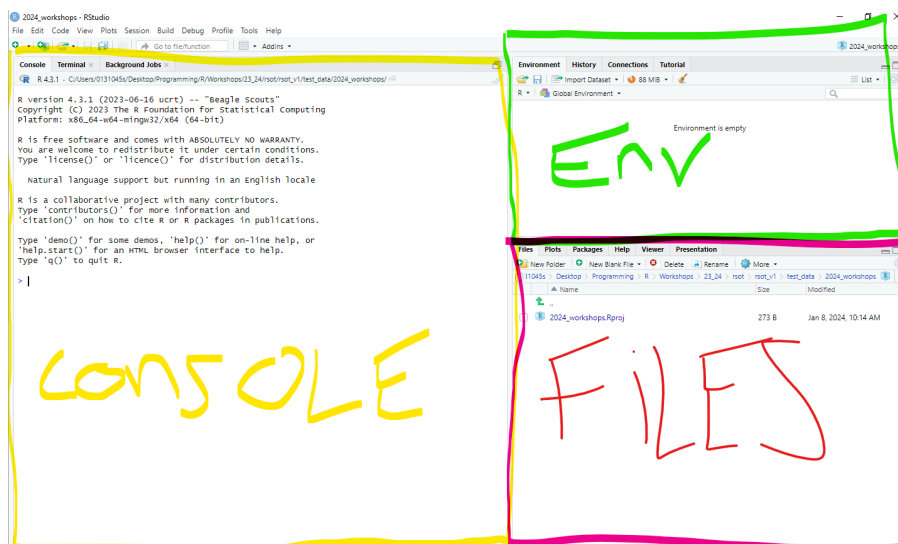 2024_workshops - RStudio
File Edit Code View Plots Session Build Debug Profile Tools Help
Go to file/function Addins
2024_workshops
Console Terminal Background Jobs
R 4.3.1 · C:/Users/0131045s/Desktop/Programming/R/Workshops/23_24/rsot/rsot_v1/test_data/2024_workshops/
R version 4.3.1 (2023-06-16 ucrt) -- "Beagle Scouts"
Copyright (C) 2023 The R Foundation for Statistical Computing
Platform: x86_64-w64-mingw32/x64 (64-bit)
R is free software and comes with ABSOLUTELY NO WARRANTY.
You are welcome to redistribute it under certain conditions.
Type 'license()' or 'licence()' for distribution details.
Natural language support but running in an English locale
R is a collaborative project with many contributors.
Type 'contributors()' for more information and
'citation()' on how to cite R or R packages in publications.
Type 'demo()' for some demos, 'help()' for on-line help, or
'help.start()' for an HTML browser interface to help.
Type 'q()' to quit R.
>
CONSOLE
Environment History Connections Tutorial
Import Dataset 88 MiB List
R Global Environment
Environment is empty
Env
Files Plots Packages Help Viewer Presentation
New Folder New Blank File Delete Rename More
31045s > Desktop > Programming > R > Workshops > 23_24 > rsot > rsot_v1 > test_data > 2024_workshops
Name Size Modified
..
2024_workshops.Rproj 273 B Jan 8, 2024, 10:14 AM
FiLES